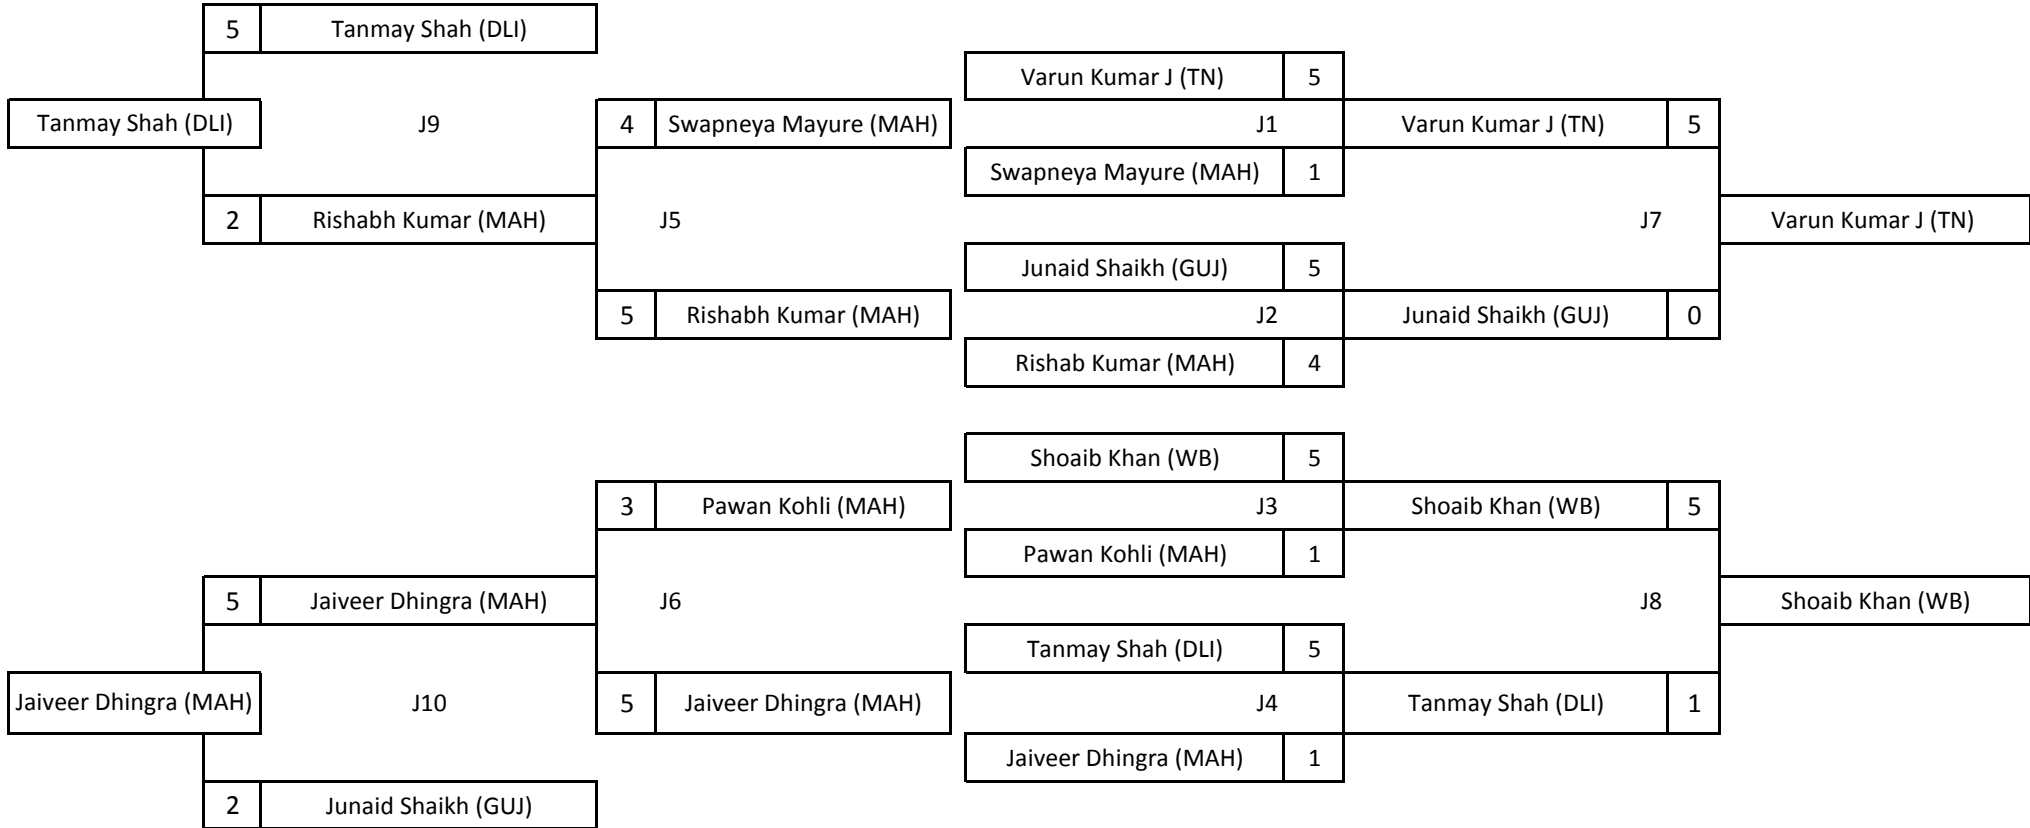 5 Tanmay Shah (DLI)
Varun Kumar J (TN) 5
Tanmay Shah (DLI) J9 4 Swapneya Mayure (MAH) J1 Varun Kumar J (TN) 5
Swapneya Mayure (MAH) 1
2 Rishabh Kumar (MAH) J5 J7 Varun Kumar J (TN)
Junaid Shaikh (GUJ) 5
5 Rishabh Kumar (MAH) J2 Junaid Shaikh (GUJ) 0
Rishab Kumar (MAH) 4
Shoaib Khan (WB) 5
3 Pawan Kohli (MAH) J3 Shoaib Khan (WB) 5
Pawan Kohli (MAH) 1
5 Jaiveer Dhingra (MAH) J6 J8 Shoaib Khan (WB)
Tanmay Shah (DLI) 5
Jaiveer Dhingra (MAH) J10 5 Jaiveer Dhingra (MAH) J4 Tanmay Shah (DLI) 1
Jaiveer Dhingra (MAH) 1
2 Junaid Shaikh (GUJ)